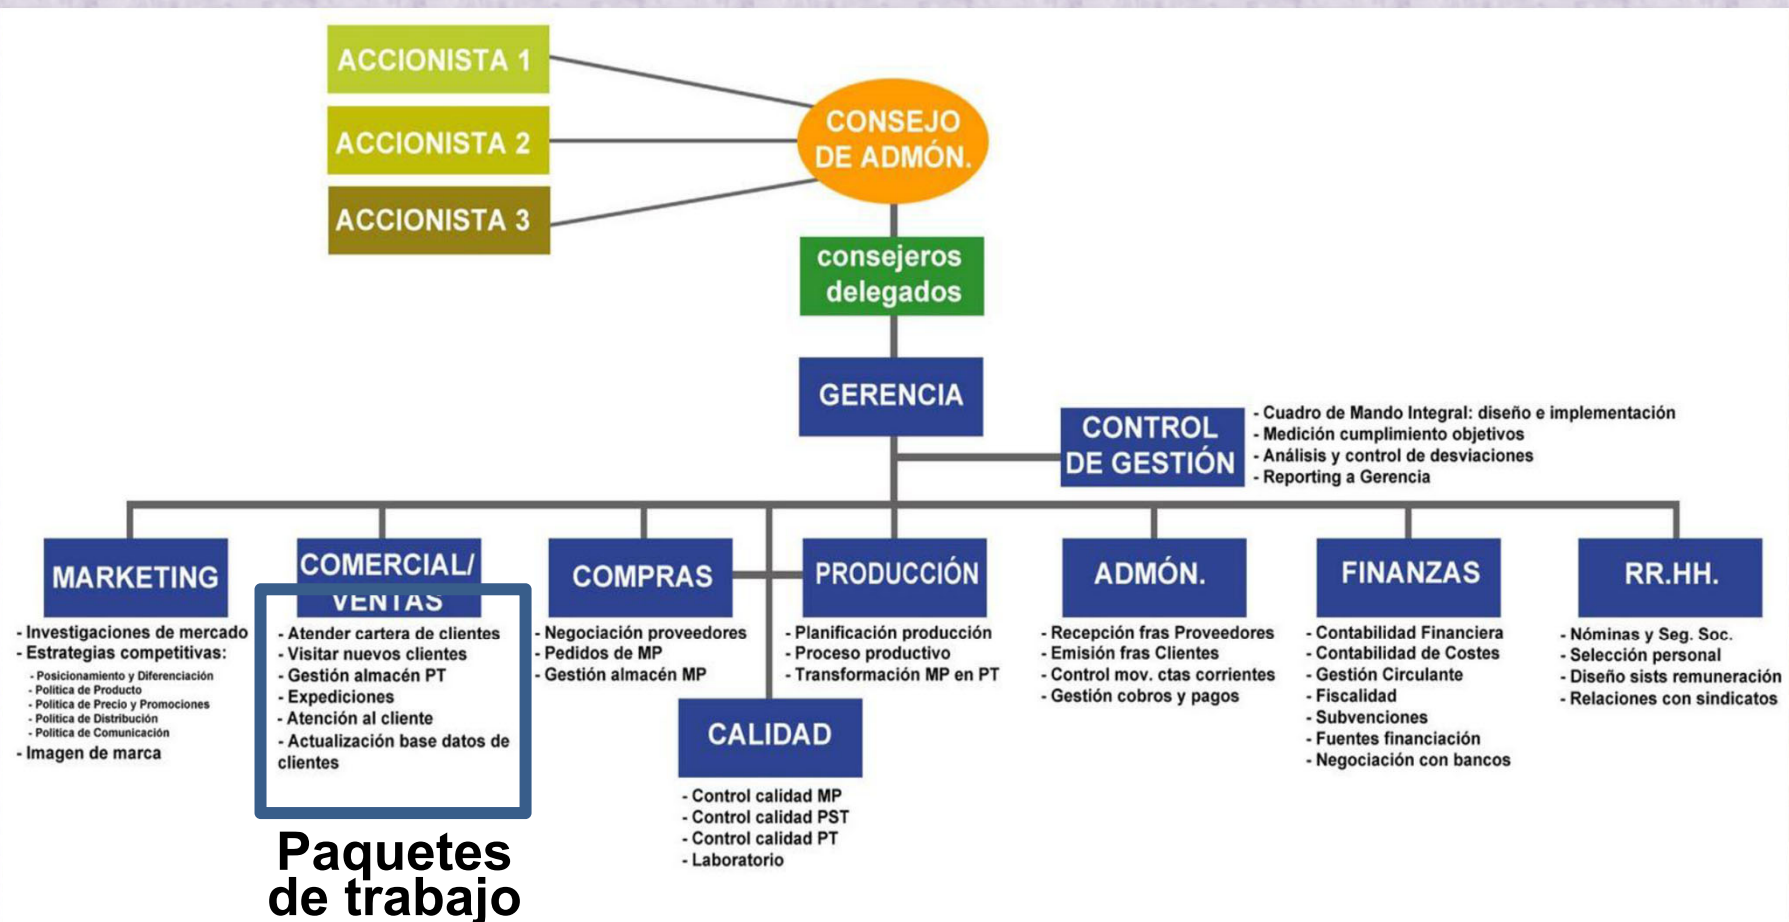 ACCIONISTA 1
ACCIONISTA 2
ACCIONISTA 3
CONSEJO
DE ADMÓN.
consejeros
delegados
GERENCIA
CONTROL
DE GESTIÓN
- Cuadro de Mando Integral: diseño e implementación
- Medición cumplimiento objetivos
- Análisis y control de desviaciones
- Reporting a Gerencia
MARKETING
- Investigaciones de mercado
- Estrategias competitivas:
- Posicionamiento y Diferenciación
- Política de Producto
- Política de Precio y Promociones
- Política de Distribución
- Política de Comunicación
- Imagen de marca
COMERCIAL/
VENTAS
- Atender cartera de clientes
- Visitar nuevos clientes
- Gestión almacén PT
- Expediciones
- Atención al cliente
- Actualización base datos de
clientes
Paquetes
de trabajo
COMPRAS
- Negociación proveedores
- Pedidos de MP
- Gestión almacén MP
CALIDAD
- Control calidad MP
- Control calidad PST
- Control calidad PT
- Laboratorio
PRODUCCIÓN
- Planificación producción
- Proceso productivo
- Transformación MP en PT
ADMÓN.
- Recepción fras Proveedores
- Emisión fras Clientes
- Control mov. ctas corrientes
- Gestión cobros y pagos
FINANZAS
- Contabilidad Financiera
- Contabilidad de Costes
- Gestión Circulante
- Fiscalidad
- Subvenciones
- Fuentes financiación
- Negociación con bancos
RR.HH.
- Nóminas y Seg. Soc.
- Selección personal
- Diseño sists remuneración
- Relaciones con sindicatos